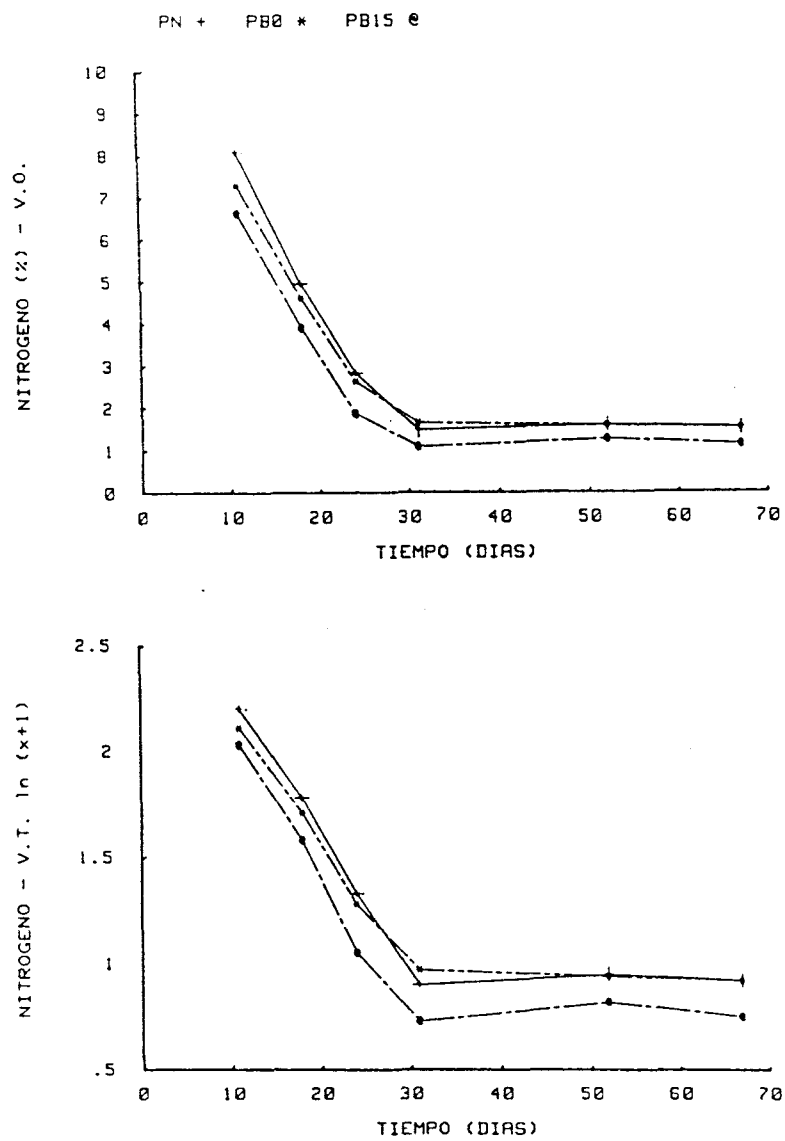 PN + PB0 * PB15 @
NITROGENO (%) - V.O.
10
9
8
7
6
5
4
3
2
1
0
0 10 20 30 40 50 60 70
TIEMPO (DIAS)
NITROGENO - V.T. ln (x+1)
2.5
2
1.5
1
.5
0 10 20 30 40 50 60 70
TIEMPO (DIAS)